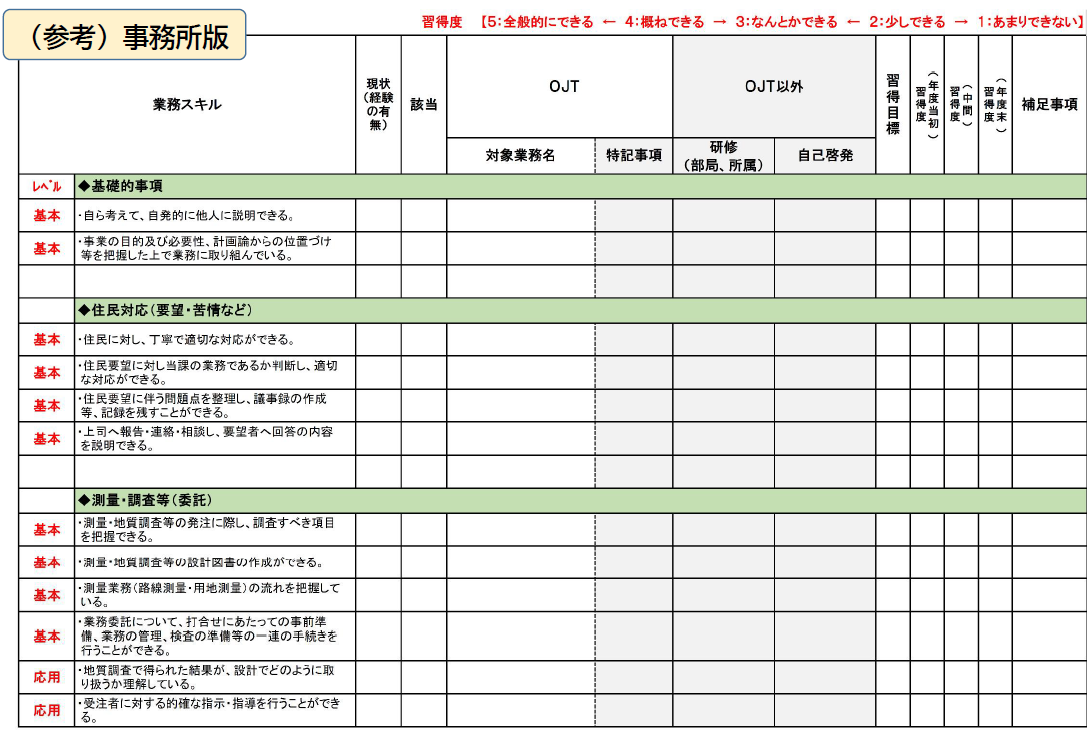 （参考）事務所版
習得度 【5：全般的にできる ← 4：概ねできる → 3：なんとかできる ← 2：少しできる → 1：あまりできない】
業務スキル
現状
（経験
の有
無）
該当
OJT
OJT以外
対象業務名
特記事項
研修
（部局、所属）
自己啓発
習得目標
習得度
（年度当初）
習得度
（中間）
習得度
（年度末）
補足事項
ﾚﾍﾞﾙ ◆基礎的事項
基本 ・自ら考えて、自発的に他人に説明できる。
基本 ・事業の目的及び必要性、計画論からの位置づけ
等を把握した上で業務に取り組んでいる。
◆住民対応（要望・苦情など）
基本 ・住民に対し、丁寧で適切な対応ができる。
基本 ・住民要望に対し当課の業務であるか判断し、適切
な対応ができる。
基本 ・住民要望に伴う問題点を整理し、議事録の作成
等、記録を残すことができる。
基本 ・上司へ報告・連絡・相談し、要望者へ回答の内容
を説明できる。
◆測量・調査等（委託）
基本 ・測量・地質調査等の発注に際し、調査すべき項目
を把握できる。
基本 ・測量・地質調査等の設計図書の作成ができる。
基本 ・測量業務（路線測量・用地測量）の流れを把握して
いる。
基本 ・業務委託について、打合せにあたっての事前準
備、業務の管理、検査の準備等の一連の手続きを
行うことができる。
応用 ・地質調査で得られた結果が、設計でどのように取
り扱うか理解している。
応用 ・受注者に対する的確な指示・指導を行うことができ
る。